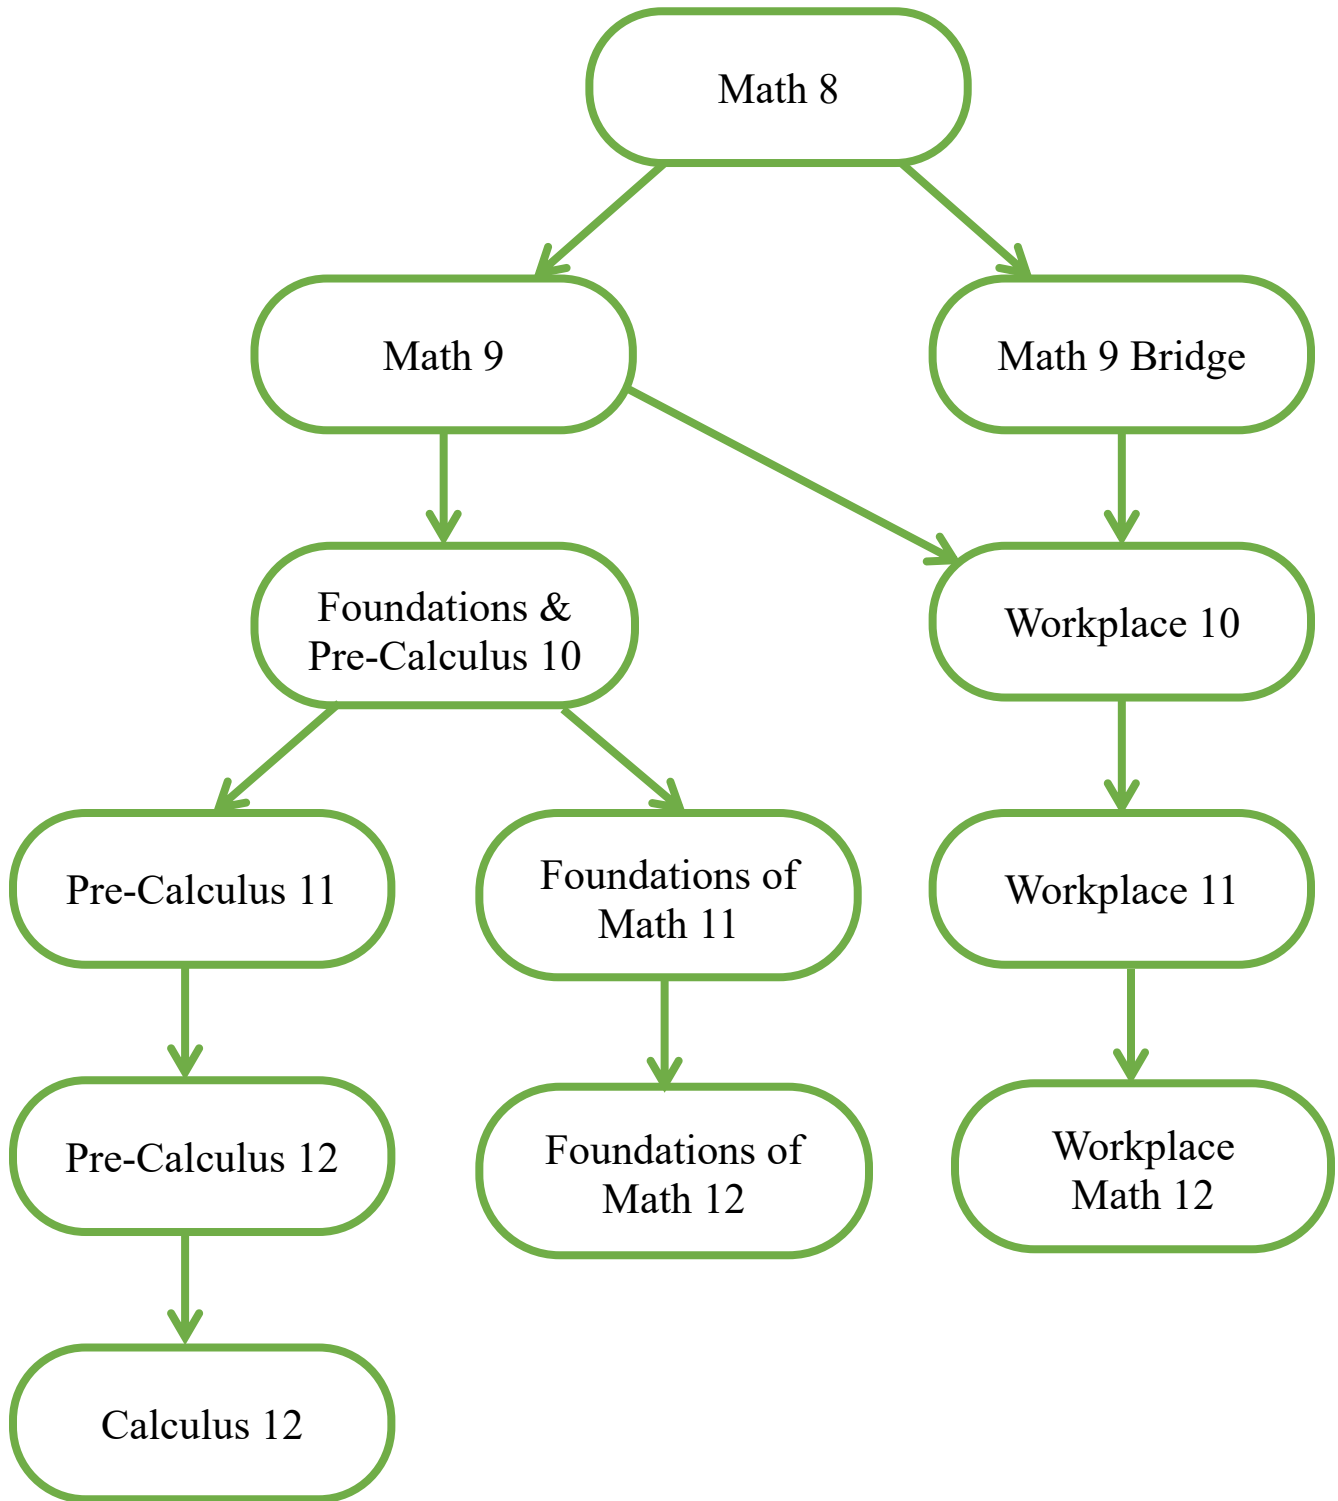 Math 8
Math 9
Math 9 Bridge
Foundations &
Pre-Calculus 10
Workplace 10
Pre-Calculus 11
Foundations of
Math 11
Workplace 11
Pre-Calculus 12
Foundations of
Math 12
Workplace
Math 12
Calculus 12